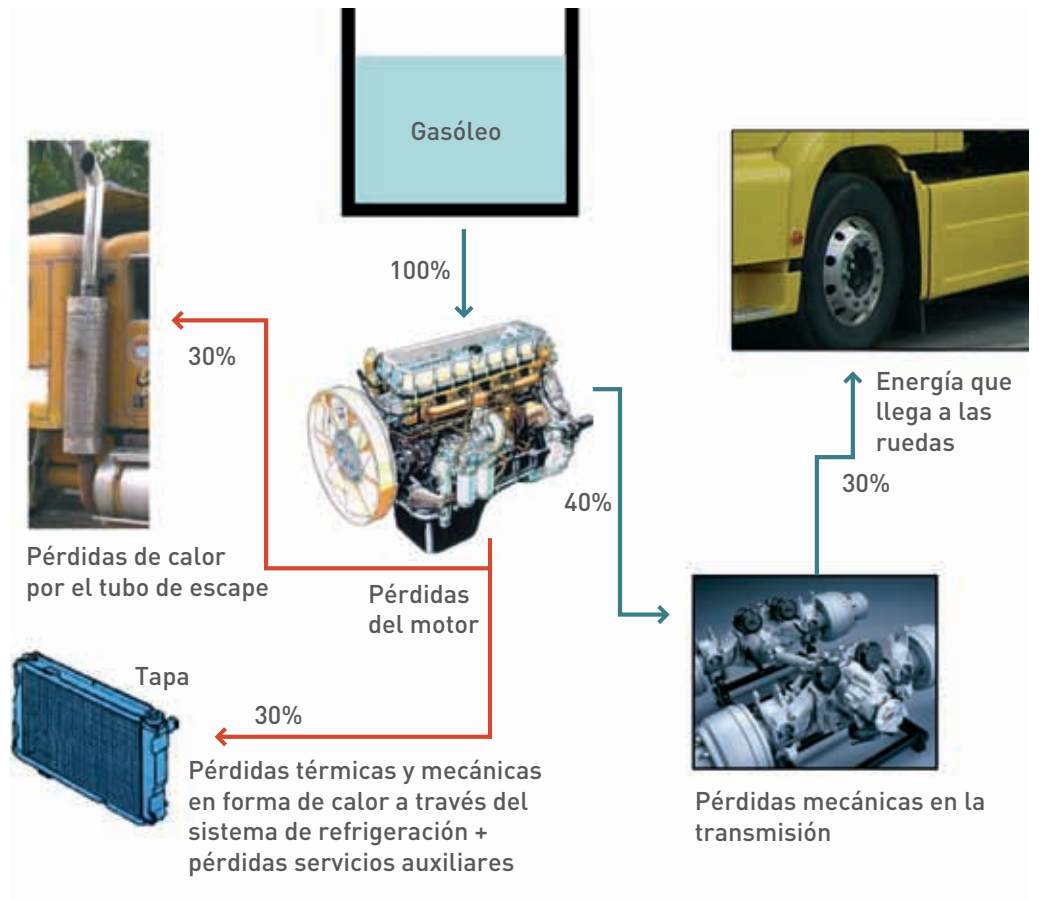 Gasóleo
100%
30%
Energía que
llega a las
ruedas
30%
40%
Pérdidas de calor
por el tubo de escape
Pérdidas
del motor
Tapa
30%
Pérdidas térmicas y mecánicas
en forma de calor a través del
sistema de refrigeración +
pérdidas servicios auxiliares
Pérdidas mecánicas en la
transmisión